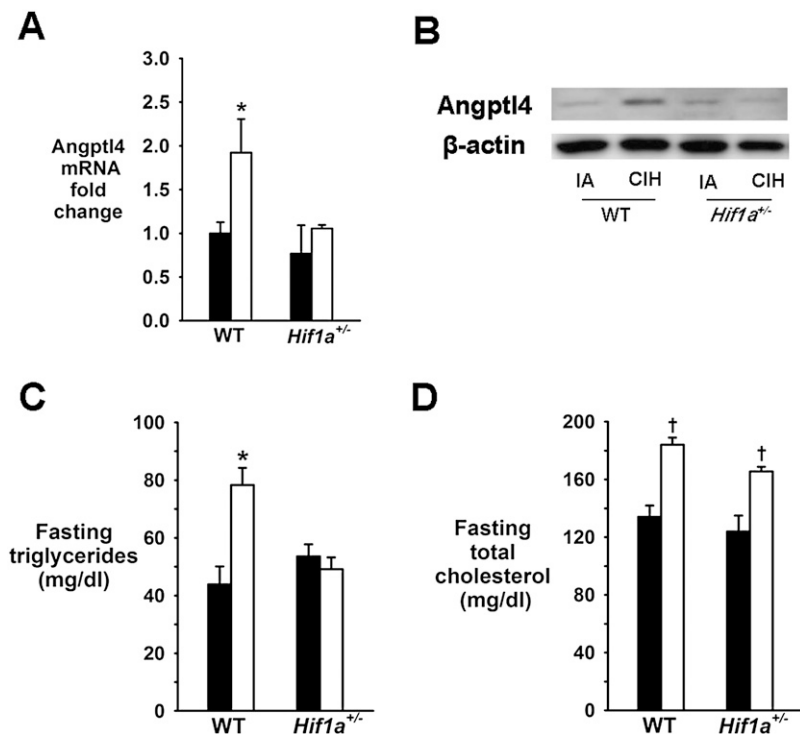 A
Angptl4
mRNA
fold
change
3.0
2.5
2.0
1.5
1.0
0.5
0.0
*
WT
Hif1a+/-
B
Angptl4
β-actin
IA CIH IA CIH
WT Hif1a+/-
C
Fasting
triglycerides
(mg/dl)
100
80
60
40
20
0
*
WT
Hif1a+/-
D
Fasting
total
cholesterol
(mg/dl)
200
160
120
80
40
0
†
†
WT
Hif1a+/-